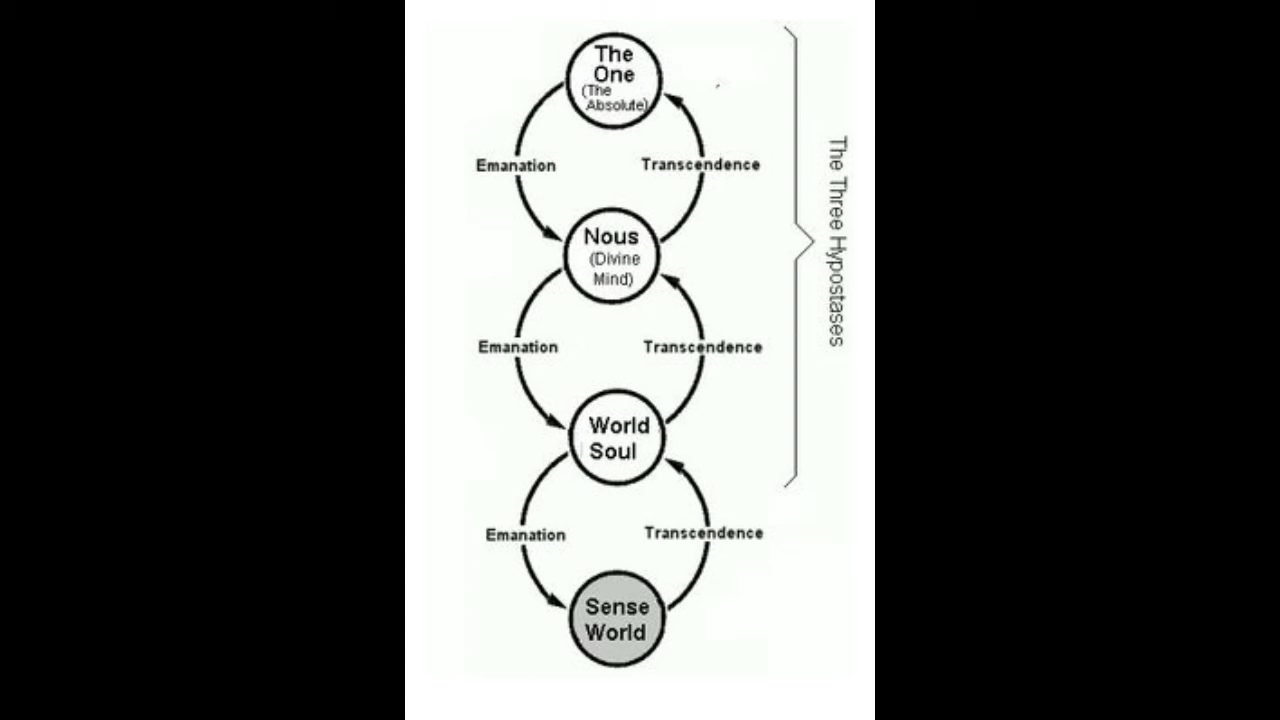 The
One
(The
Absolute)
Emanation
Transcendence
Nous
(Divine
Mind)
Emanation
Transcendence
World
Soul
Emanation
Transcendence
Sense
World
The Three Hypostases